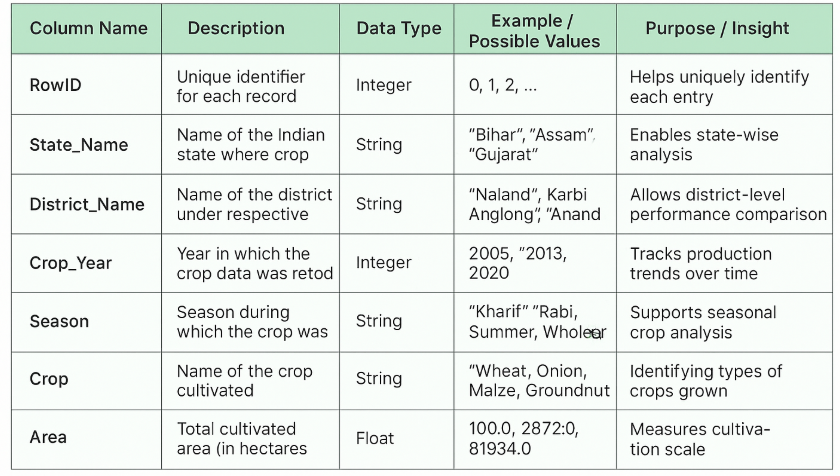 Column Name
Description
Data Type
Example /
Possible Values
Purpose / Insight
RowID
Unique identifier
for each record
Integer
0, 1, 2, ...
Helps uniquely identify
each entry
State_Name
Name of the Indian
state where crop
String
"Bihar", "Assam",
"Gujarat"
Enables state-wise
analysis
District_Name
Name of the district
under respective
String
"Naland", Karbi
Anglong", "Anand
Allows district-level
performance comparison
Crop_Year
Year in which the
crop data was retod
Integer
2005, "2013,
2020
Tracks production
trends over time
Season
Season during
which the crop was
String
"Kharif" "Rabi,
Summer,
Supports seasonal
crop analysis
Crop
Name of the crop
cultivated
String
"Wheat, Onion,
Malze, Groundnut
Identifying types of
crops grown
Area
Total cultivated
area (in hectares
Float
100.0, 2872:0,
81934.0
Measures cultiva-
tion scale